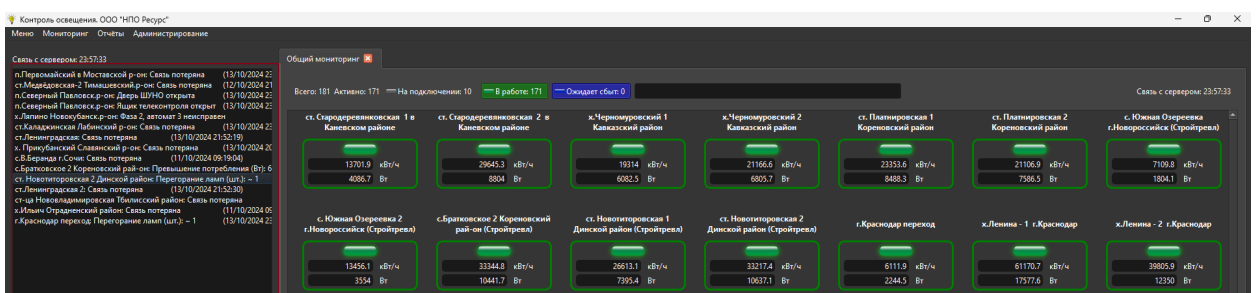 Контроль освещения. ООО "НПО Ресурс"
Меню Мониторинг Отчёты Администрирование
Связь с сервером: 23:57:33
п.Первомайский в Мостовской р-он: Связь потеряна (13/10/2024 23
ст.Медвёдовская-2 Тимашевский.р-он: Связь потеряна (12/10/2024 21
п.Северный Павловск.р-он: Дверь ШУНО открыта (13/10/2024 23
п.Северный Павловск.р-он: Ящик телеконтроля открыт (13/10/2024 23
х.Ляпино Новокубанск.р-он: Фаза 2, автомат 3 неисправен
ст.Каладжинская Лабинский р-он: Связь потеряна (13/10/2024 23
ст.Ленинградская: Связь потеряна (13/10/2024 21:52:19)
х. Прикубанский Славянский р-он: Связь потеряна (13/10/2024 20
с.В.Беранда г.Сочи: Связь потеряна (11/10/2024 09:19:04)
с.Братковское 2 Кореновский рай-он: Превышение потребления (Вт): 6
ст. Новотиторовская 2 Динской район: Перегорание ламп (шт.): ~ 1
ст.Ленинградская 2: Связь потеряна (13/10/2024 21:52:30)
ст-ца Нововладимировская Тбилисский район: Связь потеряна
х.Ильич Отрадненский район: Связь потеряна (11/10/2024 09
г.Краснодар переход: Перегорание ламп (шт.): ~ 1 (13/10/2024 23
Общий мониторинг
Всего: 181 Активно: 171 На подключении: 10 В работе: 171 Ожидает сбыт: 0 Связь с сервером: 23:57:33
ст. Стародеревянковская 1 в Каневском районе
13701.9 кВт/ч
4086.7 Вт
ст. Стародеревянковская 2 в Каневском районе
29645.3 кВт/ч
8804 Вт
х.Черномуровский 1 Кавказский район
19314 кВт/ч
6082.5 Вт
х.Черномуровский 2 Кавказский район
21166.6 кВт/ч
6805.7 Вт
ст. Платнировская 1 Кореновский район
23353.6 кВт/ч
8488.3 Вт
ст. Платнировская 2 Кореновский район
21106.9 кВт/ч
7586.5 Вт
с. Южная Озереевка г.Новороссийск (Стройтревл)
7109.8 кВт/ч
1804.1 Вт
с. Южная Озереевка 2 г.Новороссийск (Стройтревл)
13456.1 кВт/ч
3554 Вт
с.Братковское 2 Кореновский рай-он (Стройтревл)
33344.8 кВт/ч
10441.7 Вт
ст. Новотиторовская 1 Динской район (Стройтревл)
26613.1 кВт/ч
7395.4 Вт
ст. Новотиторовская 2 Динской район (Стройтревл)
33217.4 кВт/ч
10637.1 Вт
г.Краснодар переход
6111.9 кВт/ч
2244.5 Вт
х.Ленина - 1 г.Краснодар
61170.7 кВт/ч
17577.6 Вт
х.Ленина - 2 г.Краснодар
39805.9 кВт/ч
12350 Вт